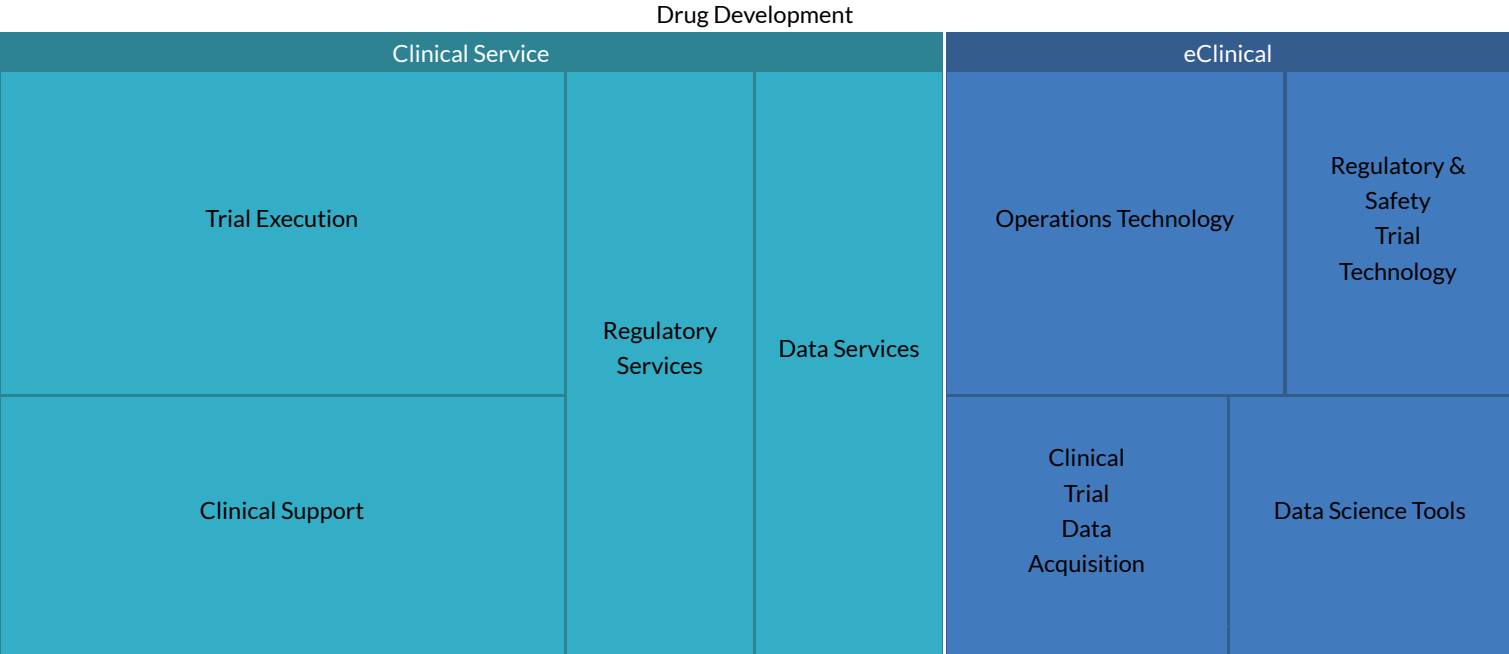 Drug Development
Clinical Service
eClinical
Trial Execution
Clinical Support
Regulatory
Services
Data Services
Operations Technology
Regulatory &
Safety
Trial
Technology
Clinical
Trial
Data
Acquisition
Data Science Tools